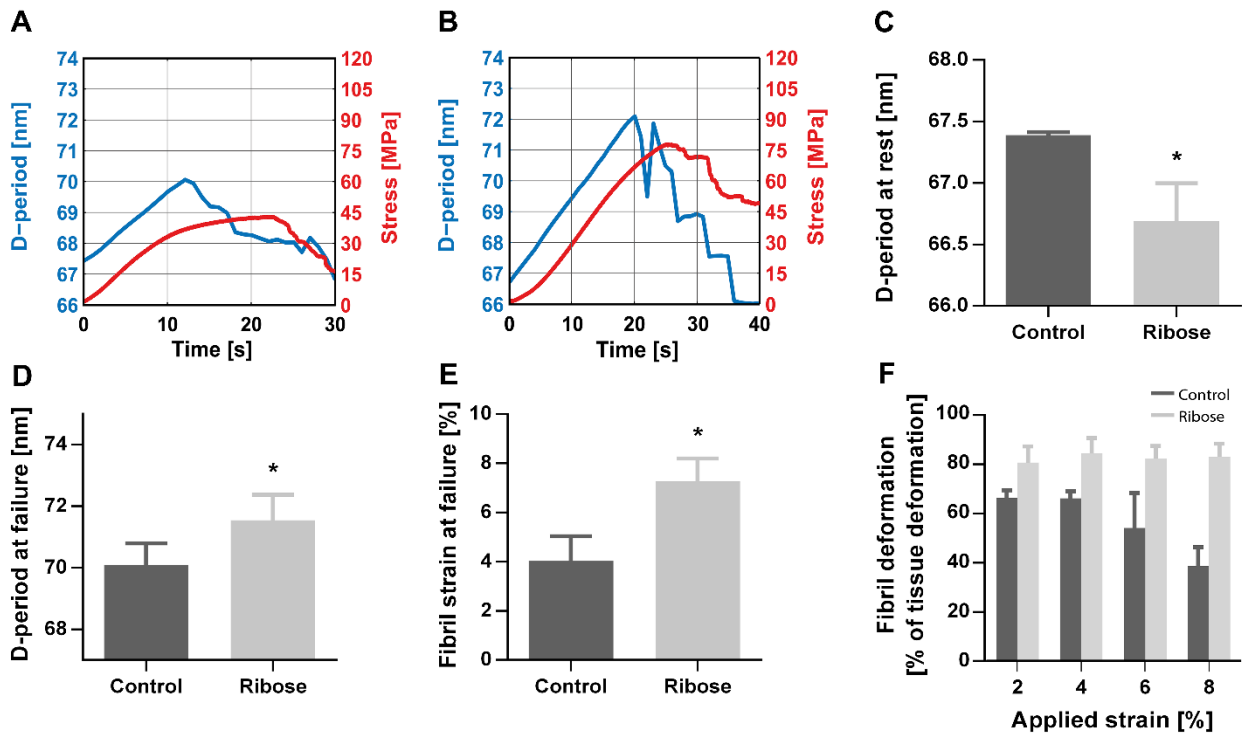 A
D-period [nm]
74
73
72
71
70
69
68
67
66
Stress [MPa]
120
105
90
75
60
45
30
15
0
0
10
20
30
Time [s]
B
D-period [nm]
74
73
72
71
70
69
68
67
66
Stress [MPa]
120
105
90
75
60
45
30
15
0
0
10
20
30
40
Time [s]
C
D-period at rest [nm]
68.0
67.5
67.0
66.5
66.0
*
Control
Ribose
D
D-period at failure [nm]
74
72
70
68
*
Control
Ribose
E
Fibril strain at failure [%]
10
8
6
4
2
0
*
Control
Ribose
F
Control
Ribose
Fibril deformation
[% of tissue deformation]
100
80
60
40
20
0
2
4
6
8
Applied strain [%]